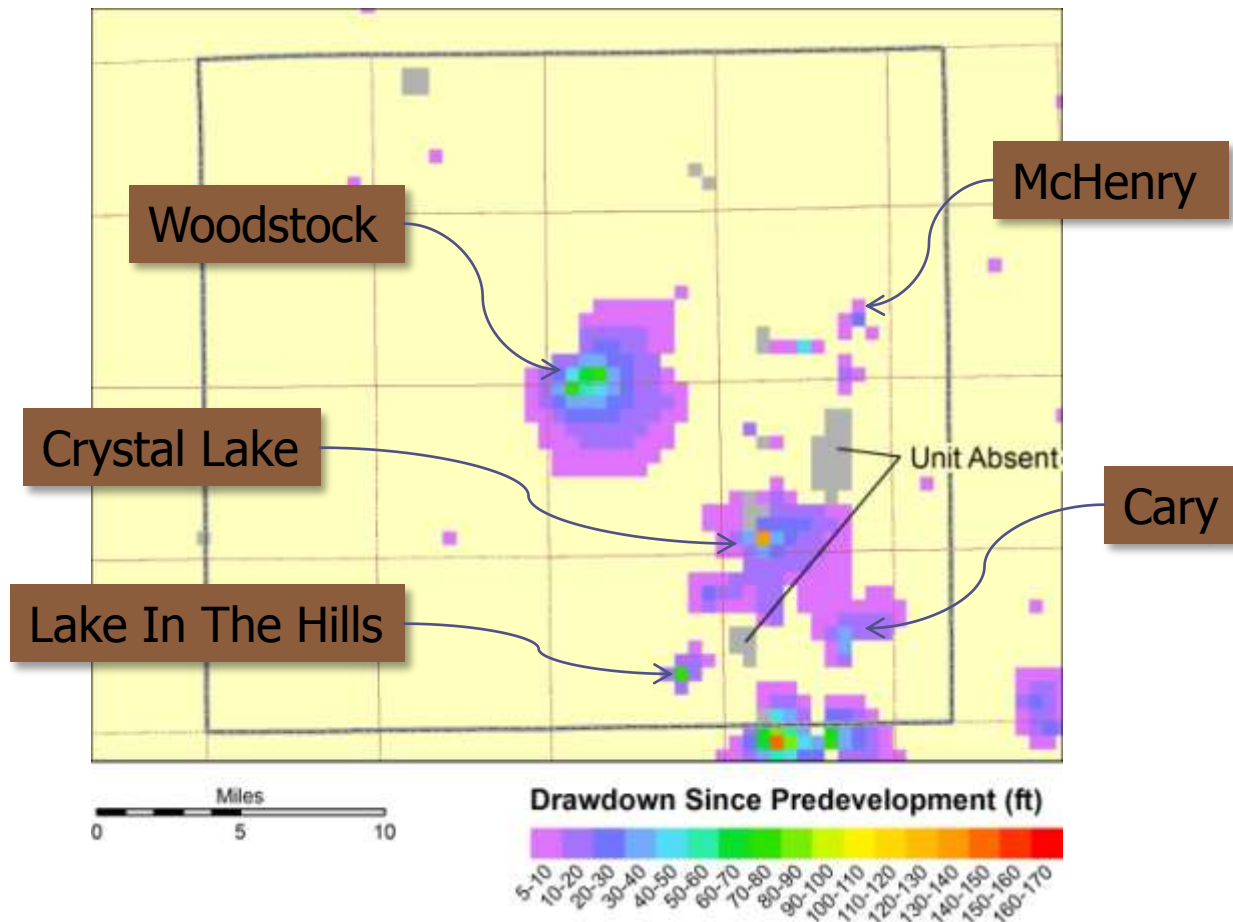 McHenry
Woodstock
Crystal Lake
Unit Absent
Cary
Lake In The Hills
Miles
0 5 10
Drawdown Since Predevelopment (ft)
5-10 10-20 20-30 30-40 40-50 50-60 60-70 70-80 80-90 90-100 100-110 110-120 120-130 130-140 140-150 150-160 160-170